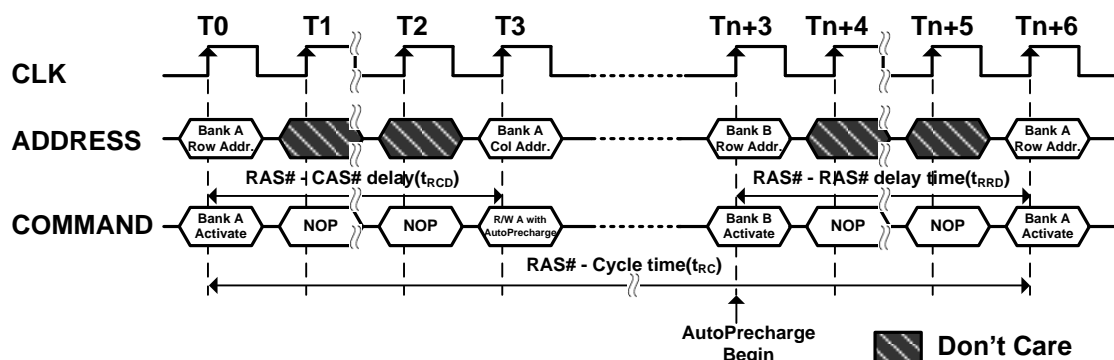 T0 T1 T2 T3 Tn+3 Tn+4 Tn+5 Tn+6
CLK
ADDRESS
Bank A
Row Addr.
Bank A
Col Addr.
Bank B
Row Addr.
Bank A
Row Addr.
RAS# - CAS# delay(tRCD)
RAS# - RAS# delay time(tRRD)
COMMAND
Bank A
Activate
NOP
NOP
R/W A with
AutoPrecharge
Bank B
Activate
NOP
NOP
Bank A
Activate
RAS# - Cycle time(tRC)
AutoPrecharge
Begin
Don't Care